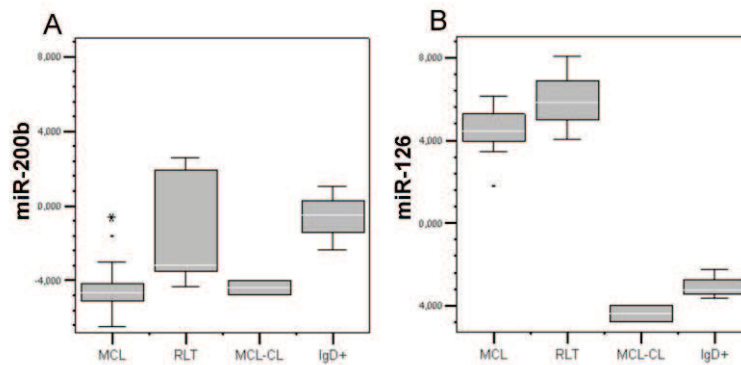 A
miR-200b
8,000
4,000
0,000
-4,000
MCL RLT MCL-CL IgD+
B
miR-126
8,000
4,000
0,000
4,000
MCL RLT MCL-CL IgD+